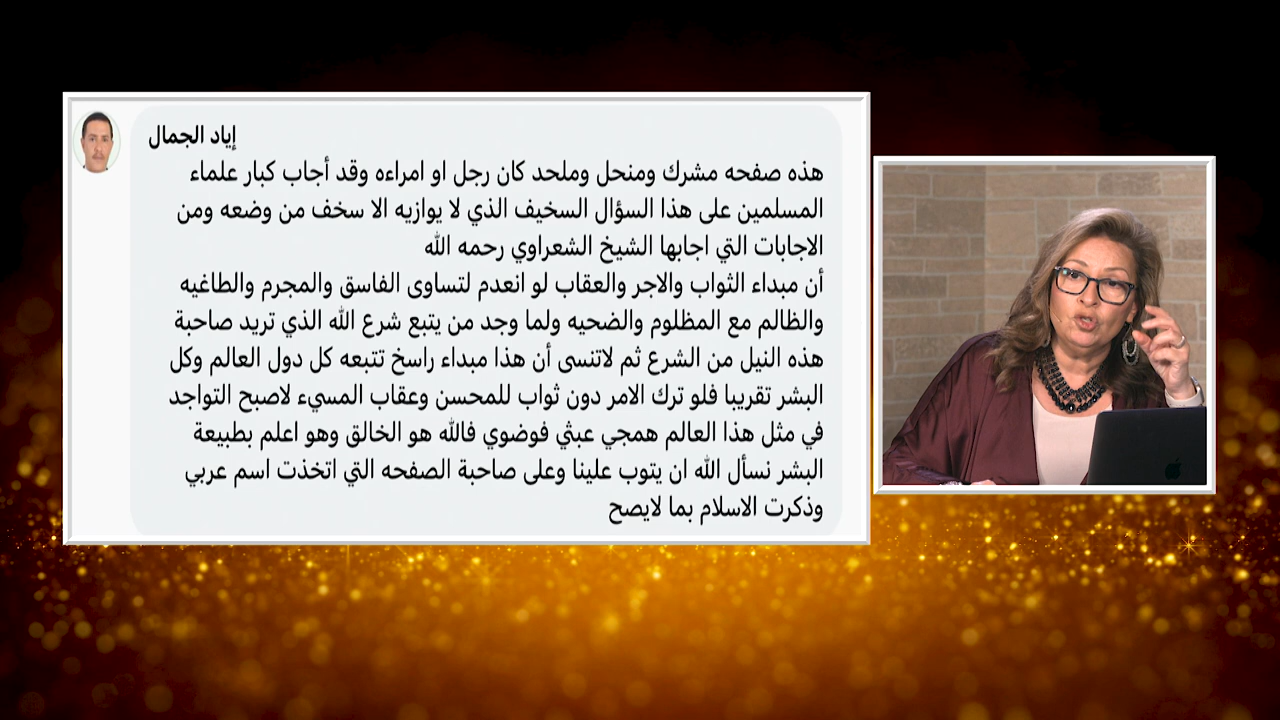 إياد الجمال
هذه صفحه مشرك ومنحل وملحد كان رجل او امراءه وقد أجاب كبار علماء
المسلمين على هذا السؤال السخيف الذي لا يوازيه الا سخف من وضعه ومن
الاجابات التي اجابها الشيخ الشعراوي رحمه الله
أن مبداء الثواب والاجر والعقاب لو انعدم لتساوى الفاسق والمجرم والطاغيه
والظالم مع المظلوم والضحيه ولما وجد من يتبع شرع الله الذي تريد صاحبة
هذه النيل من الشرع ثم لاتنسى أن هذا مبداء راسخ تتبعه كل دول العالم وكل
البشر تقريبا فلو ترك الامر دون ثواب للمحسن وعقاب المسيء لاصبح التواجد
في مثل هذا العالم همجي عبثي فوضوي فالله هو الخالق وهو اعلم بطبيعة
البشر نسأل الله ان يتوب علينا وعلى صاحبة الصفحه التي اتخذت اسم عربي
وذكرت الاسلام بما لايصح